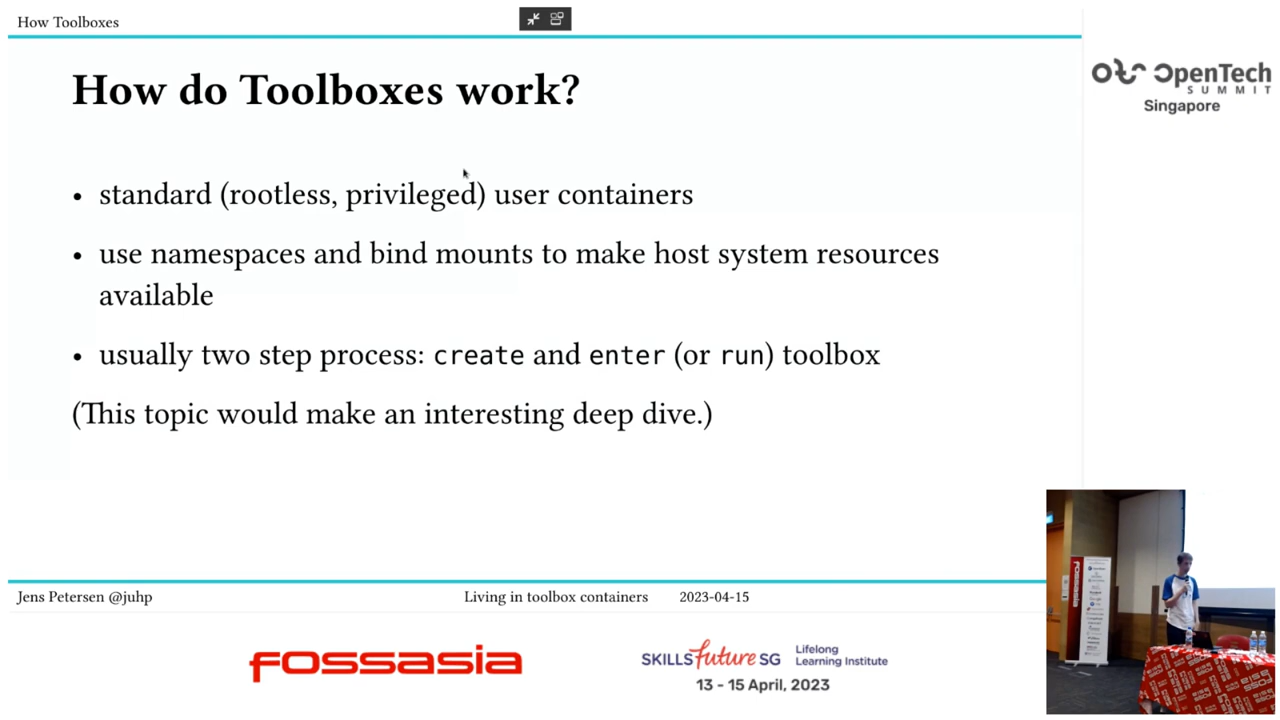 How Toolboxes
How do Toolboxes work?
• standard (rootless, privileged) user containers
• use namespaces and bind mounts to make host system resources
available
• usually two step process: create and enter (or run) toolbox
(This topic would make an interesting deep dive.)
Jens Petersen @juhp
Living in toolbox containers
2023-04-15
OpenTech
SUMMIT
Singapore
FOSSASIA
SKILLS future SG
Lifelong
Learning Institute
13 - 15 April, 2023
FOSSASIA